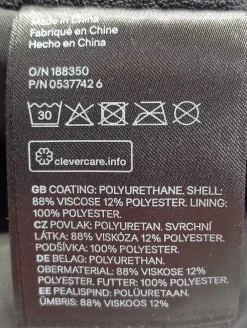 Made in China
Fabriqué en Chine
Hecho en China
O/N 188350
P/N 0537742 6
30
clevercare.info
GB COATING: POLYURETHANE. SHELL:
88% VISCOSE 12% POLYESTER. LINING:
100% POLYESTER.
CZ POVLAK: POLYURETAN. SVRCHNÍ
LÁTKA: 88% VISKÓZA 12% POLYESTER.
PODŠÍVKA: 100% POLYESTER.
DE BELAG: POLYURETHAN.
OBERMATERIAL: 88% VISKOSE 12%
POLYESTER. FUTTER: 100% POLYESTER.
EE PEALISPIND: POLÜURETAAN.
ÜMBRIS: 88% VISKOOS 12%